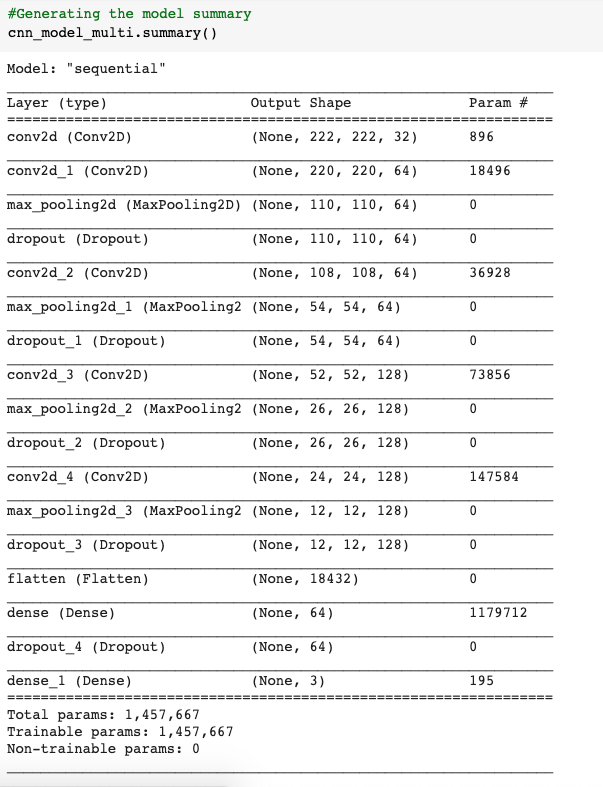 #Generating the model summary
cnn_model_multi.summary()
Model: "sequential"
Layer (type) Output Shape Param #
conv2d (Conv2D) (None, 222, 222, 32) 896
conv2d_1 (Conv2D) (None, 220, 220, 64) 18496
max_pooling2d (MaxPooling2D) (None, 110, 110, 64) 0
dropout (Dropout) (None, 110, 110, 64) 0
conv2d_2 (Conv2D) (None, 108, 108, 64) 36928
max_pooling2d_1 (MaxPooling2 (None, 54, 54, 64) 0
dropout_1 (Dropout) (None, 54, 54, 64) 0
conv2d_3 (Conv2D) (None, 52, 52, 128) 73856
max_pooling2d_2 (MaxPooling2 (None, 26, 26, 128) 0
dropout_2 (Dropout) (None, 26, 26, 128) 0
conv2d_4 (Conv2D) (None, 24, 24, 128) 147584
max_pooling2d_3 (MaxPooling2 (None, 12, 12, 128) 0
dropout_3 (Dropout) (None, 12, 12, 128) 0
flatten (Flatten) (None, 18432) 0
dense (Dense) (None, 64) 1179712
dropout_4 (Dropout) (None, 64) 0
dense_1 (Dense) (None, 3) 195
Total params: 1,457,667
Trainable params: 1,457,667
Non-trainable params: 0